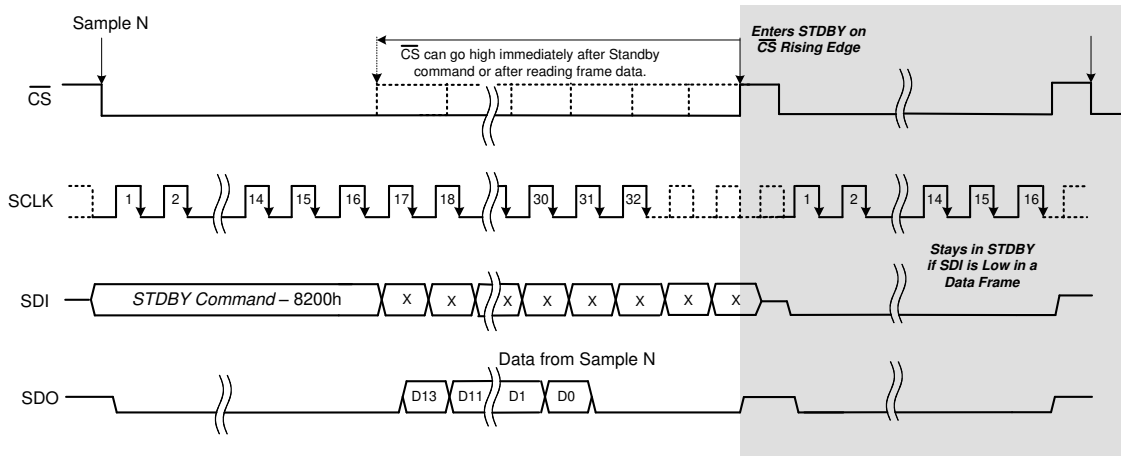 Sample N
Enters STDBY on
CS Rising Edge
CS can go high immediately after Standby
command or after reading frame data.
CS
SCLK
1 2 14 15 16 17 18 30 31 32 1 2 14 15 16
Stays in STDBY
if SDI is Low in a
Data Frame
SDI
STDBY Command – 8200h X X X X X X X X
Data from Sample N
SDO
D13 D11 D1 D0